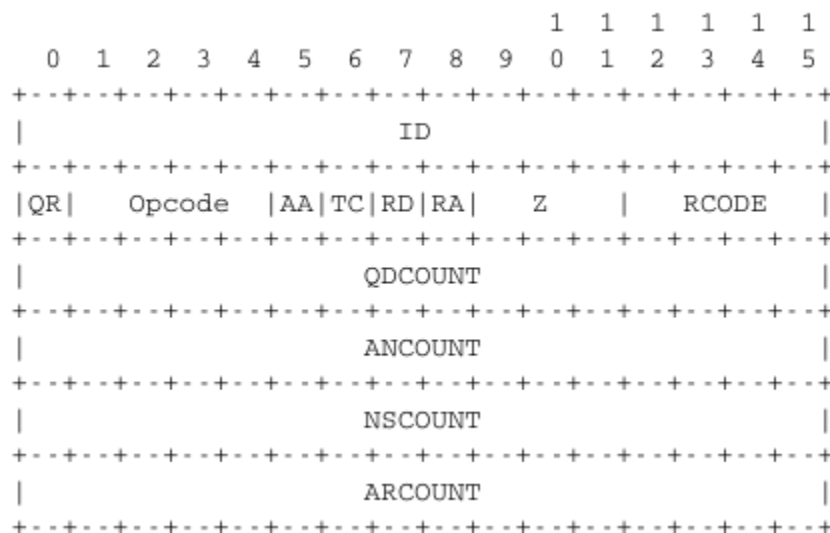 1  1  1  1  1  1
  0  1  2  3  4  5  6  7  8  9  0  1  2  3  4  5
+--+--+--+--+--+--+--+--+--+--+--+--+--+--+--+--+
|                      ID                       |
+--+--+--+--+--+--+--+--+--+--+--+--+--+--+--+--+
|QR|   Opcode  |AA|TC|RD|RA|   Z    |   RCODE   |
+--+--+--+--+--+--+--+--+--+--+--+--+--+--+--+--+
|                    QDCOUNT                    |
+--+--+--+--+--+--+--+--+--+--+--+--+--+--+--+--+
|                    ANCOUNT                    |
+--+--+--+--+--+--+--+--+--+--+--+--+--+--+--+--+
|                    NSCOUNT                    |
+--+--+--+--+--+--+--+--+--+--+--+--+--+--+--+--+
|                    ARCOUNT                    |
+--+--+--+--+--+--+--+--+--+--+--+--+--+--+--+--+